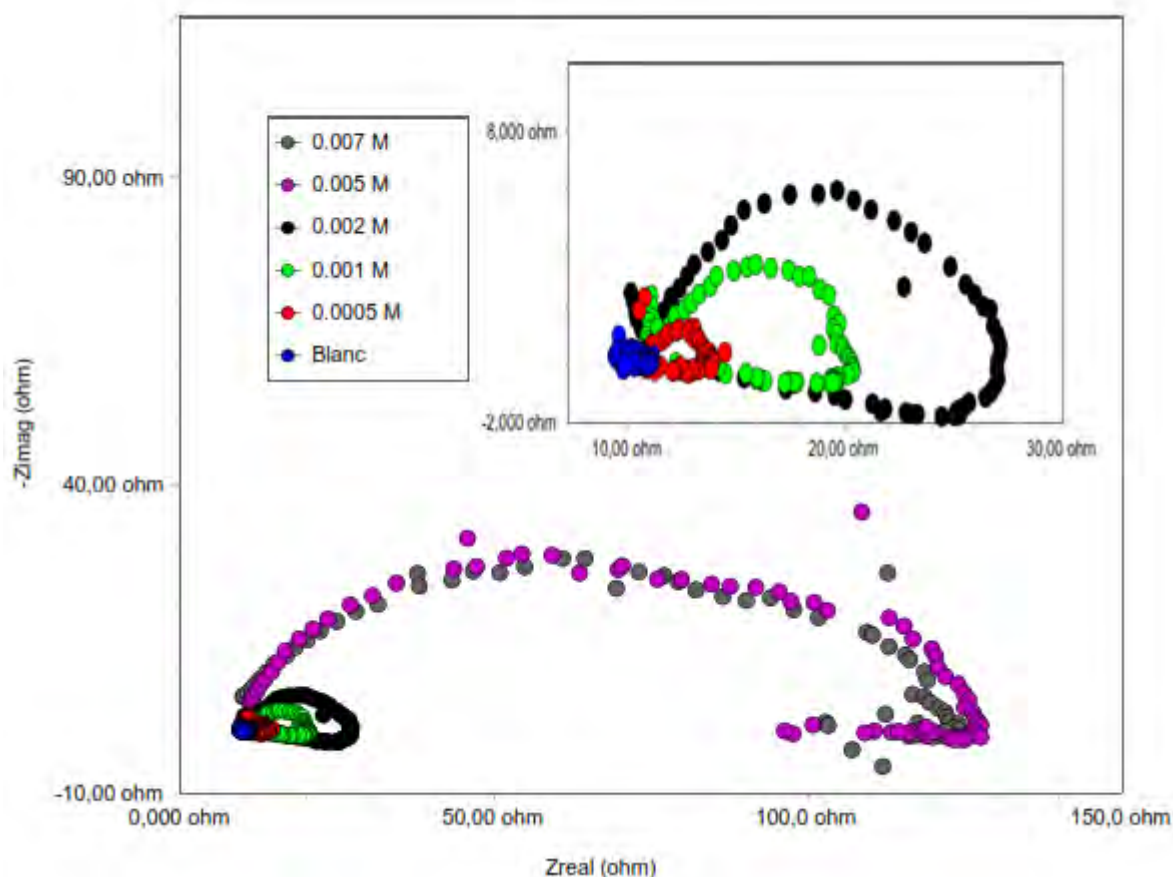 90,00 ohm
40,00 ohm
-10,00 ohm
-Zimag (ohm)
0.007 M
0.005 M
0.002 M
0.001 M
0.0005 M
Blanc
8,000 ohm
-2,000 ohm
10,00 ohm 20,00 ohm 30,00 ohm
0,000 ohm 50,00 ohm 100,0 ohm 150,0 ohm
Zreal (ohm)